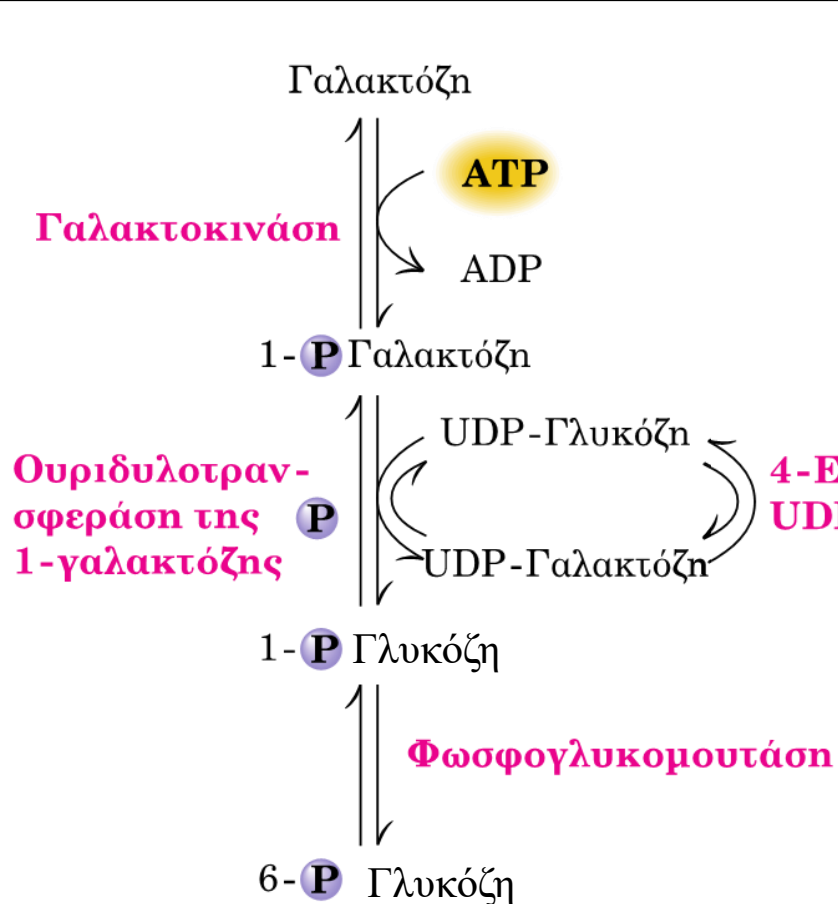 Γαλακτόζη
ATP
Γαλακτοκινάση
ADP
1-P Γαλακτόζη
UDP-Γλυκόζη
Ουριδυλοτραν-
σφεράση της P
1-γαλακτόζης
4-Ε
UDP-Γαλακτόζη
1-P Γλυκόζη
Φωσφογλυκομουτάση
6-P Γλυκόζη